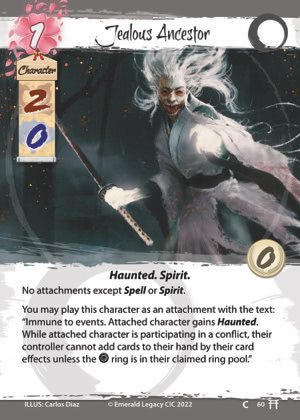 1
Jealous Ancestor
Character
2
0
0
Haunted. Spirit.
No attachments except Spell or Spirit.
You may play this character as an attachment with the text:
“Immune to events. Attached character gains Haunted.
While attached character is participating in a conflict, their
controller cannot add cards to their hand by their card
effects unless the ring is in their claimed ring pool.”
ILLUS: Carlos Diaz © Emerald Legacy CIC 2022 C 60